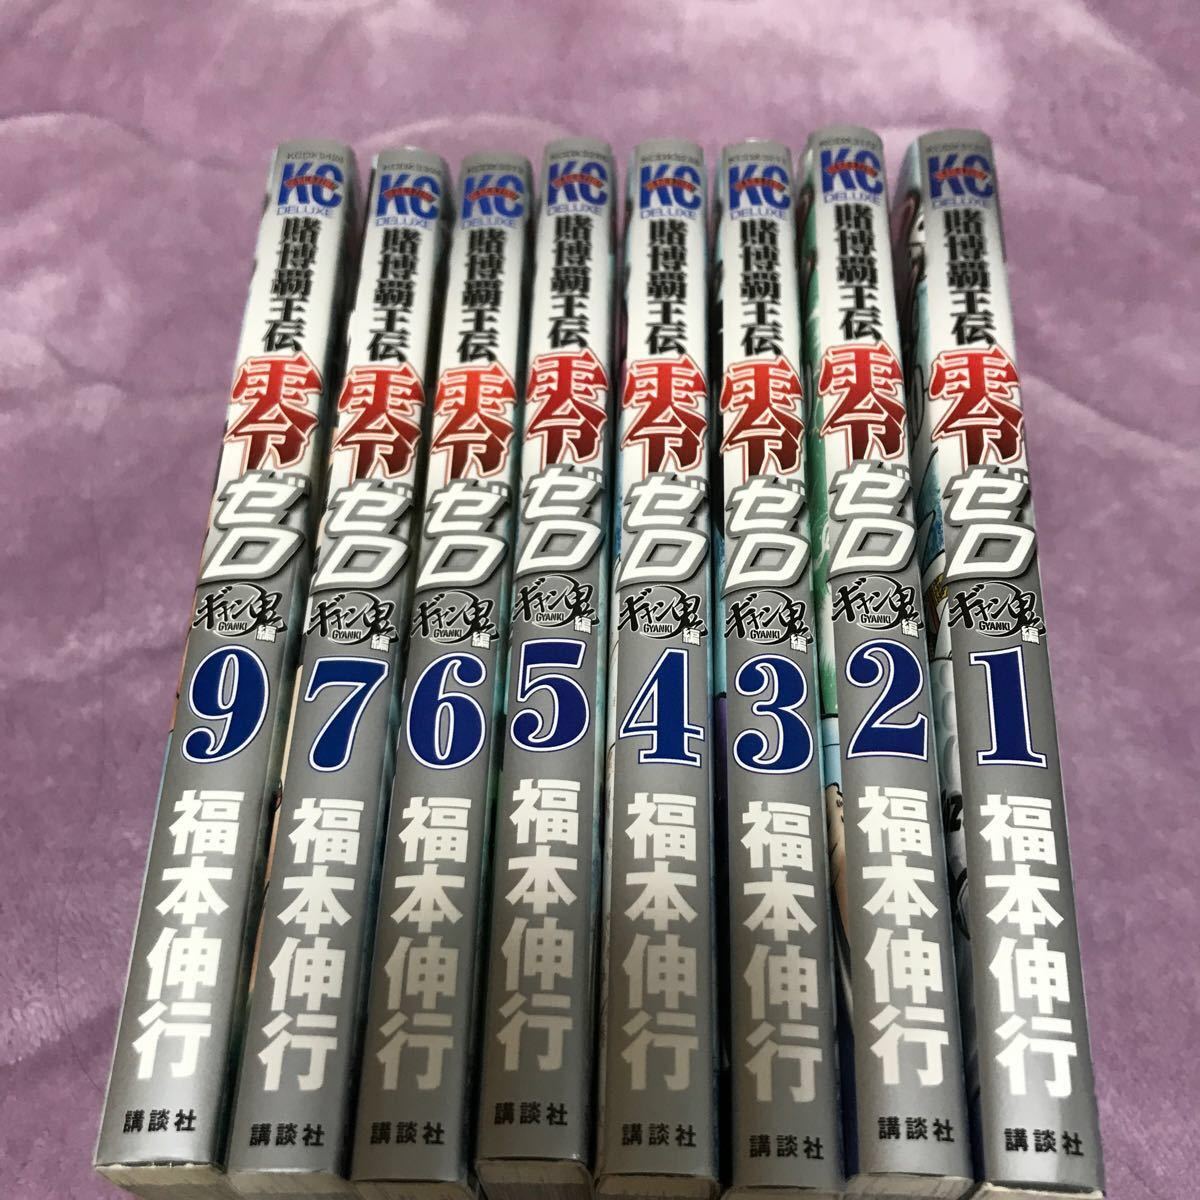 KODANSHA
KC
DELUXE
賭博覇王伝
零
ゼロ
ギャン鬼編
GYANKI
9
福本伸行
講談社
KC
DELUXE
賭博覇王伝
零
ゼロ
ギャン鬼編
GYANKI
7
福本伸行
講談社
KC
DELUXE
賭博覇王伝
零
ゼロ
ギャン鬼編
GYANKI
6
福本伸行
講談社
KC
DELUXE
賭博覇王伝
零
ゼロ
ギャン鬼編
GYANKI
5
福本伸行
講談社
KC
DELUXE
賭博覇王伝
零
ゼロ
ギャン鬼編
GYANKI
4
福本伸行
講談社
KC
DELUXE
賭博覇王伝
零
ゼロ
ギャン鬼編
GYANKI
3
福本伸行
講談社
KC
DELUXE
賭博覇王伝
零
ゼロ
ギャン鬼編
GYANKI
2
福本伸行
講談社
KC
DELUXE
賭博覇王伝
零
ゼロ
ギャン鬼編
GYANKI
1
福本伸行
講談社